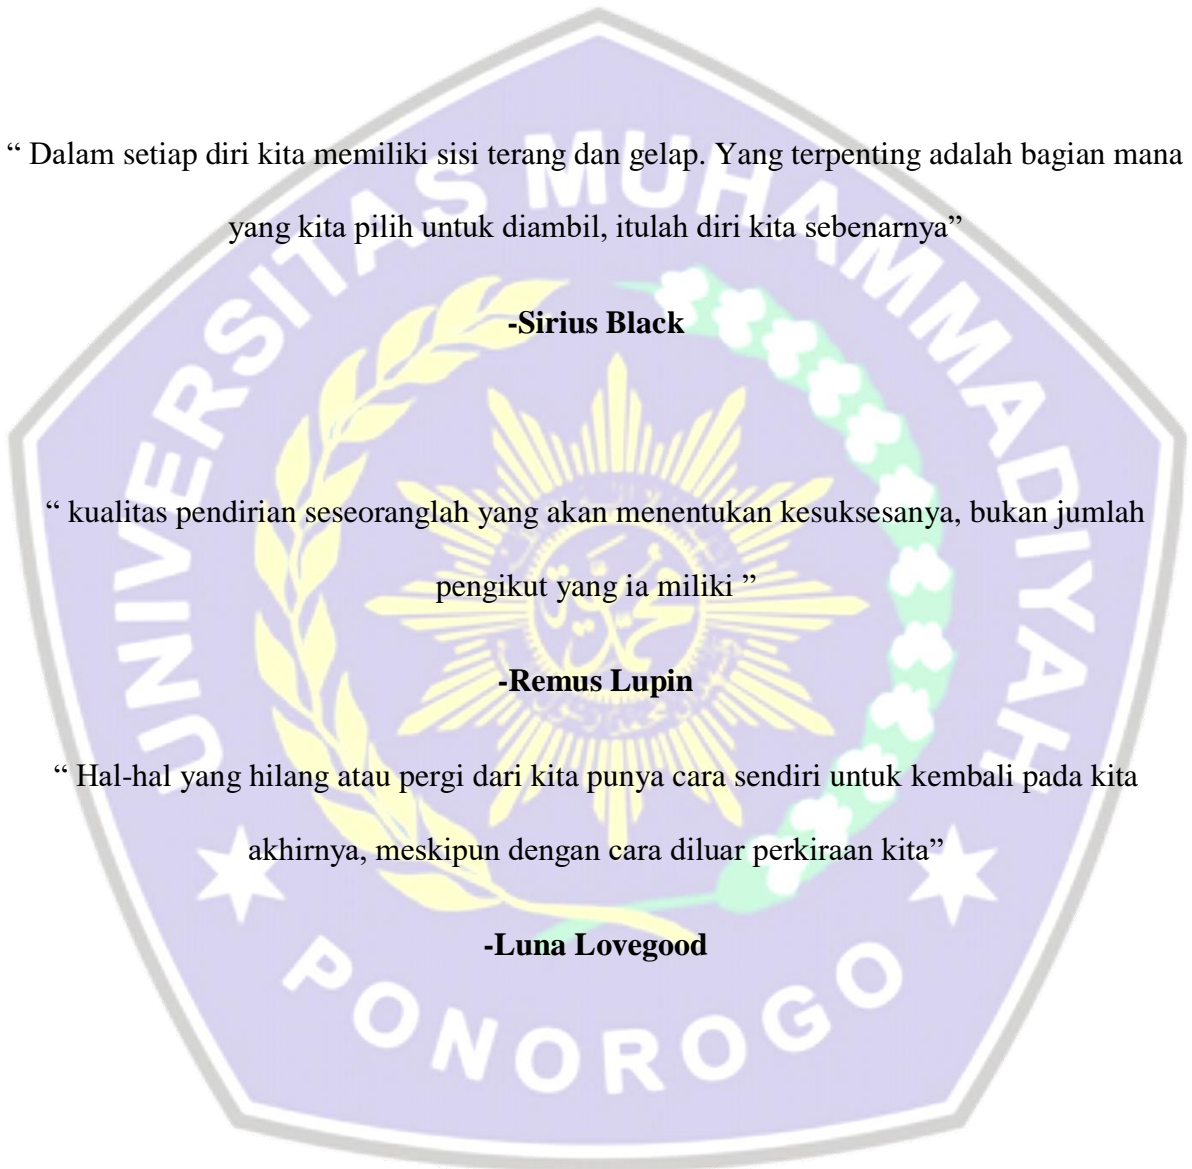 “ Dalam setiap diri kita memiliki sisi terang dan gelap. Yang terpenting adalah bagian mana
yang kita pilih untuk diambil, itulah diri kita sebenarnya”
-Sirius Black
“ kualitas pendirian seseoranglah yang akan menentukan kesuksesanya, bukan jumlah
pengikut yang ia miliki ”
-Remus Lupin
“ Hal-hal yang hilang atau pergi dari kita punya cara sendiri untuk kembali pada kita
akhirnya, meskipun dengan cara diluar perkiraan kita”
-Luna Lovegood
UNIVERSITAS MUHAMMADIYAH
PONOROGO